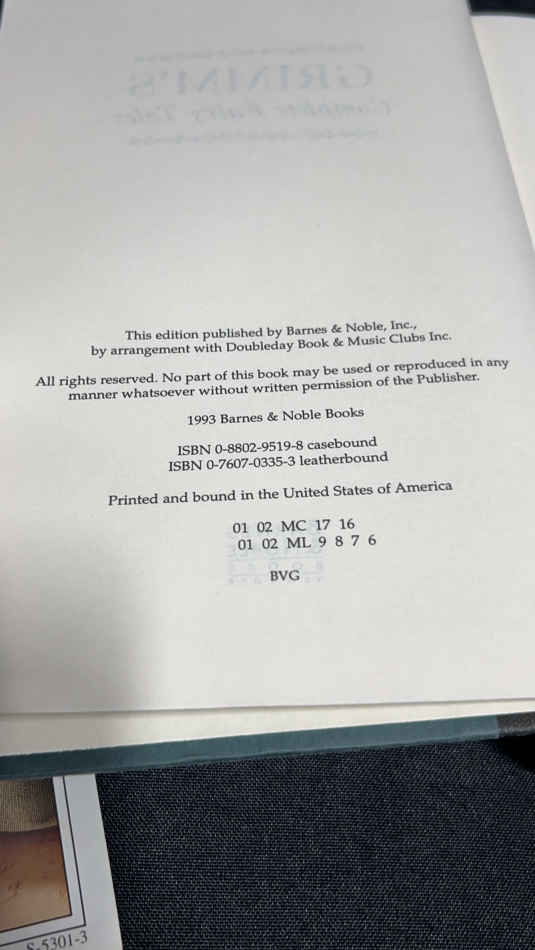 This edition published by Barnes & Noble, Inc.,
by arrangement with Doubleday Book & Music Clubs Inc.
All rights reserved. No part of this book may be used or reproduced in any
manner whatsoever without written permission of the Publisher.
1993 Barnes & Noble Books
ISBN 0-8802-9519-8 casebound
ISBN 0-7607-0335-3 leatherbound
Printed and bound in the United States of America
01 02 MC 17 16
01 02 ML 9 8 7 6
BVG
GRIMM'S
Complete Fairy Tales
S-5301-3